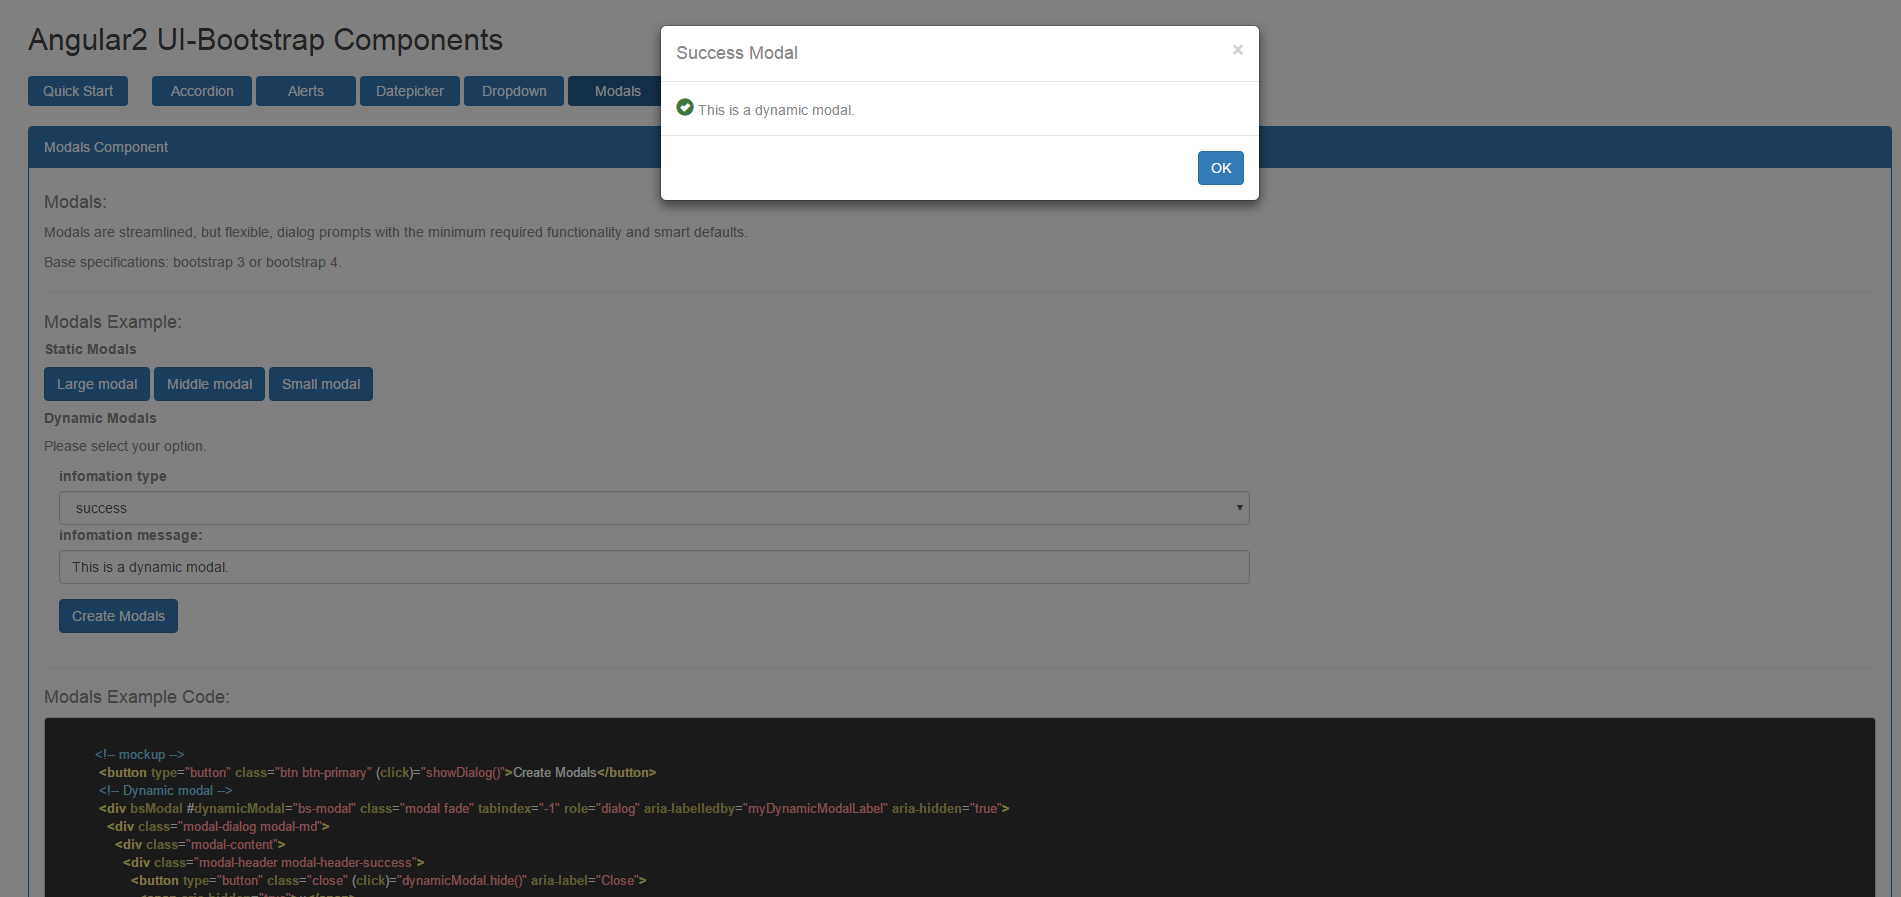 Angular2 UI-Bootstrap Components
Quick Start Accordion Alerts Datepicker Dropdown Modals
Success Modal ×
This is a dynamic modal.
OK
Modals Component
Modals:
Modals are streamlined, but flexible, dialog prompts with the minimum required functionality and smart defaults.
Base specifications: bootstrap 3 or bootstrap 4.
Modals Example:
Static Modals
Large modal Middle modal Small modal
Dynamic Modals
Please select your option.
infomation type
success
infomation message:
This is a dynamic modal.
Create Modals
Modals Example Code:
<!-- mockup -->
<button type="button" class="btn btn-primary" (click)="showDialog()">Create Modals</button>
<!-- Dynamic modal -->
<div bsModal #dynamicModal="bs-modal" class="modal fade" tabindex="-1" role="dialog" aria-labelledby="myDynamicModalLabel" aria-hidden="true">
<div class="modal-dialog modal-md">
<div class="modal-content">
<div class="modal-header modal-header-success">
<button type="button" class="close" (click)="dynamicModal.hide()" aria-label="Close">